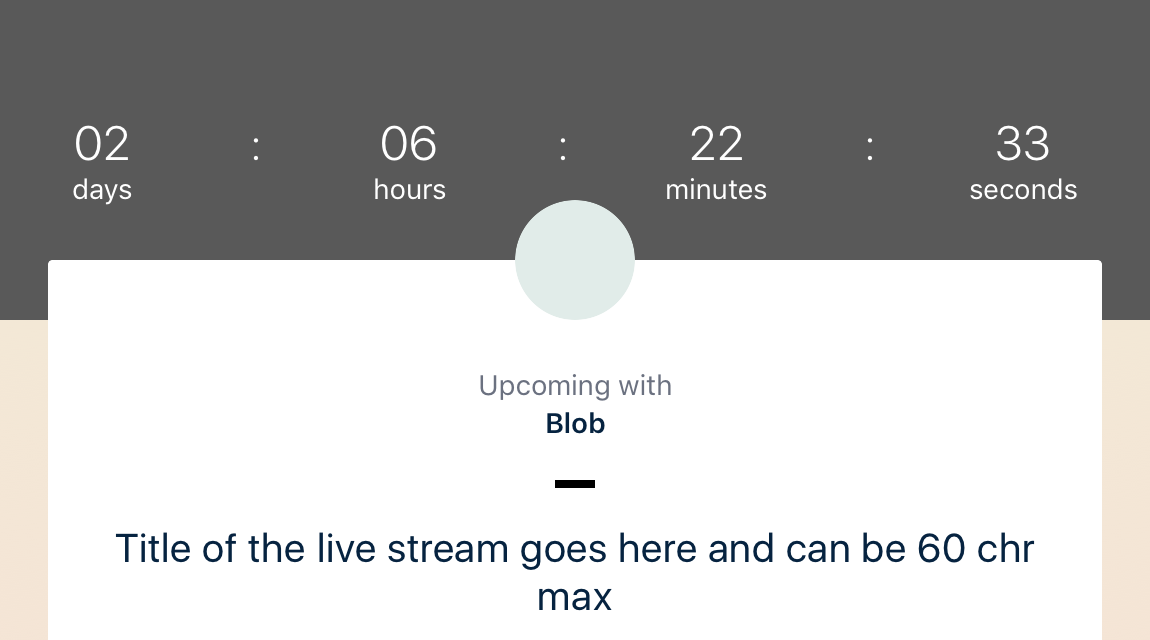 02 : 06 : 22 : 33
days hours minutes seconds
Upcoming with
Blob
Title of the live stream goes here and can be 60 chr
max